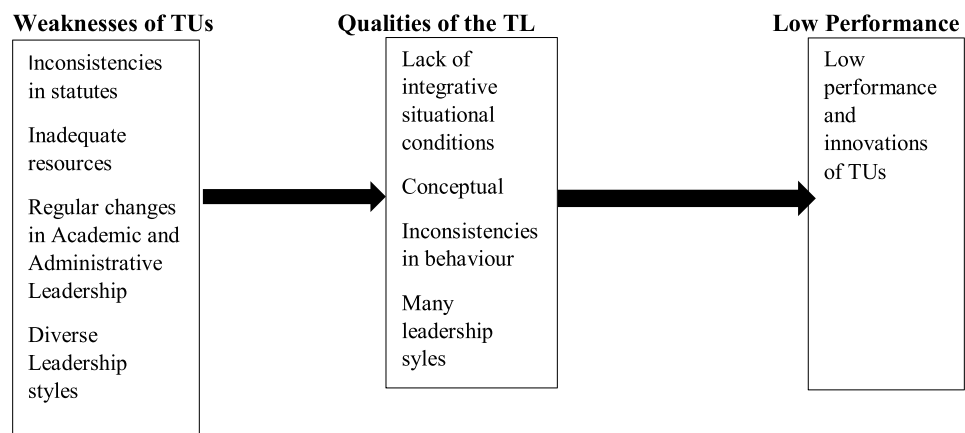 Weaknesses of TUs
Inconsistencies
in statutes
Inadequate
resources
Regular changes
in Academic and
Administrative
Leadership
Diverse
Leadership
styles
Qualities of the TL
Lack of
integrative
situational
conditions
Conceptual
Inconsistencies
in behaviour
Many
leadership
syles
Low Performance
Low
performance
and
innovations
of TUs